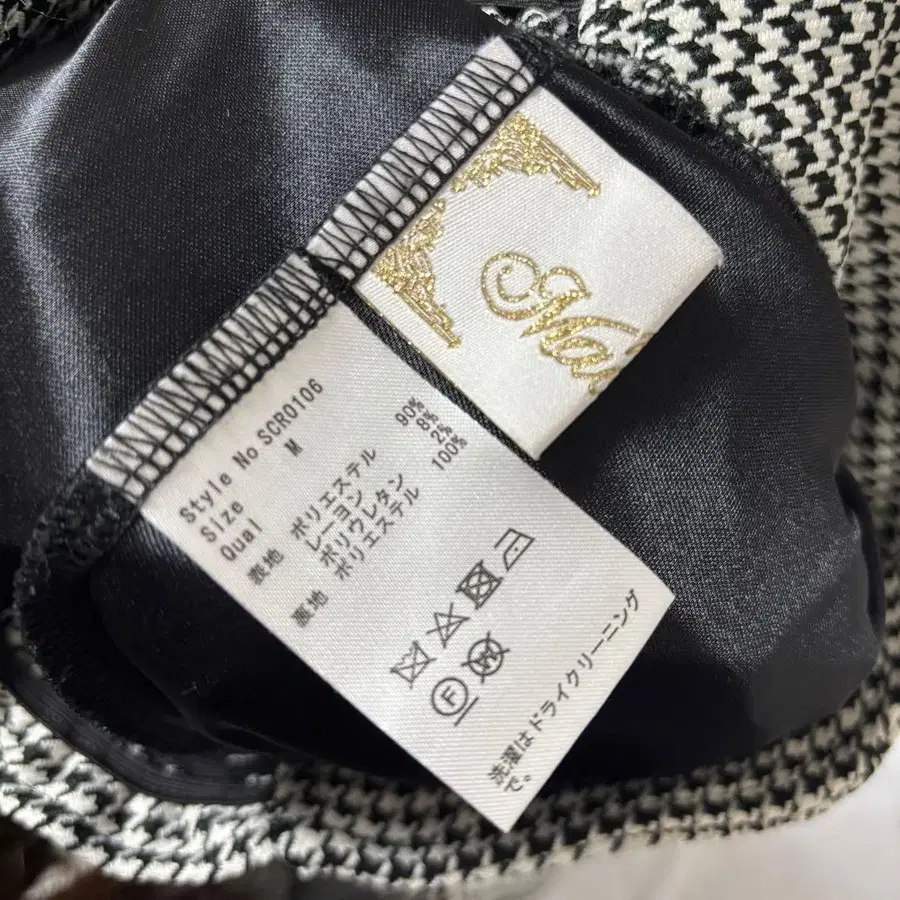 Style No SCR0106
Size M
Qual
表地 ポリエステル 90%
レーヨン 8%
ポリウレタン 2%
裏地 ポリエステル 100%
F
洗濯はドライクリーニング
で。